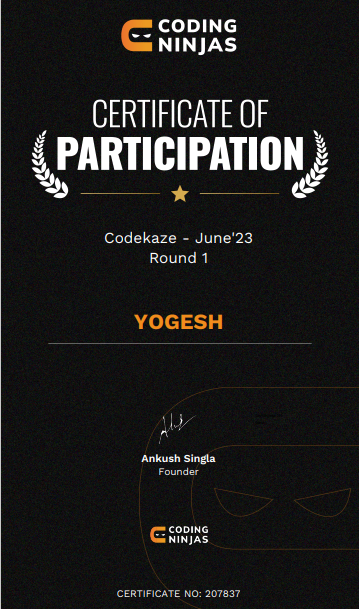 CODING
NINJAS
CERTIFICATE OF
PARTICIPATION
Codekaze - June'23
Round 1
YOGESH
Ankush Singla
Founder
CODING
NINJAS
CERTIFICATE NO: 207837